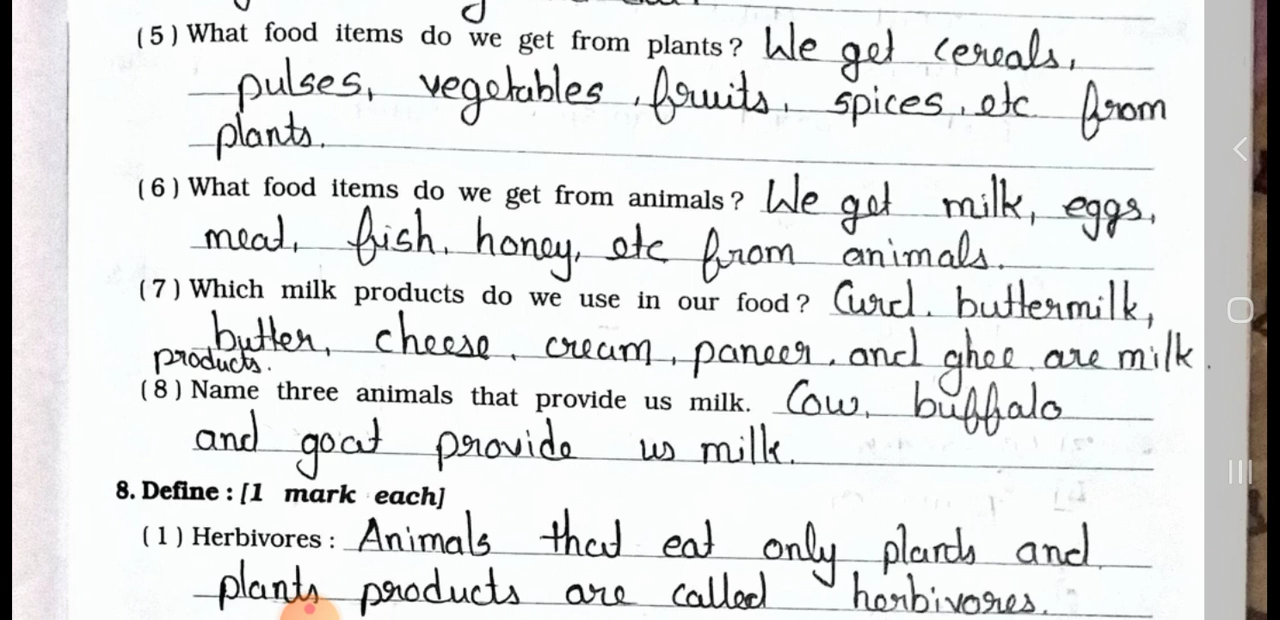 (5) What food items do we get from plants? We get cereals,
pulses, vegetables, fruits, spices, etc from
plants.
(6) What food items do we get from animals? We get milk, eggs,
meat, fish, honey, etc from animals.
(7) Which milk products do we use in our food? Curd, buttermilk,
butter, cheese, cream, paneer, and ghee are milk
products.
(8) Name three animals that provide us milk. Cow, buffalo
and goat provide us milk.
8. Define : [1 mark each]
(1) Herbivores : Animals that eat only plants and
plants products are called herbivores.